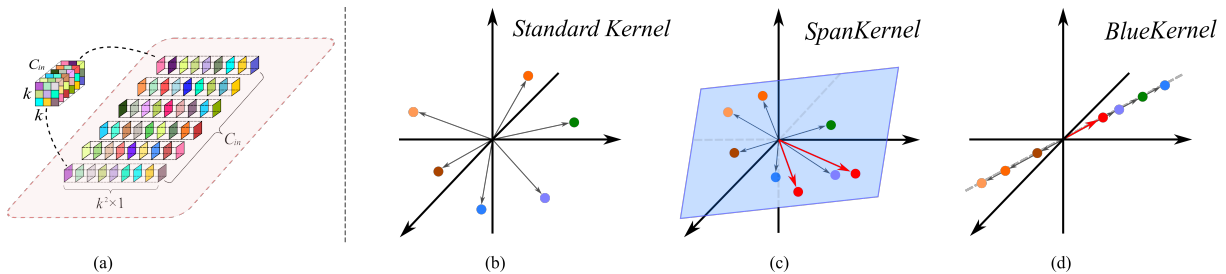 Standard Kernel
SpanKernel
BlueKernel
C_in
k
k
C_in
k²×1
(a)
(b)
(c)
(d)